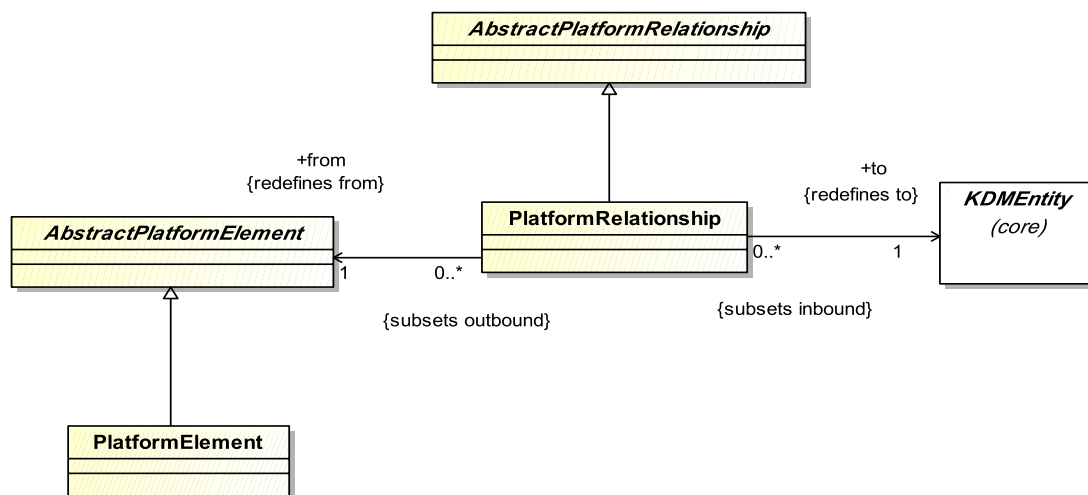 AbstractPlatformRelationship
+from
{redefines from}
+to
{redefines to}
KDMEntity
(core)
AbstractPlatformElement
PlatformRelationship
1
0..*
0..*
1
{subsets outbound}
{subsets inbound}
PlatformElement